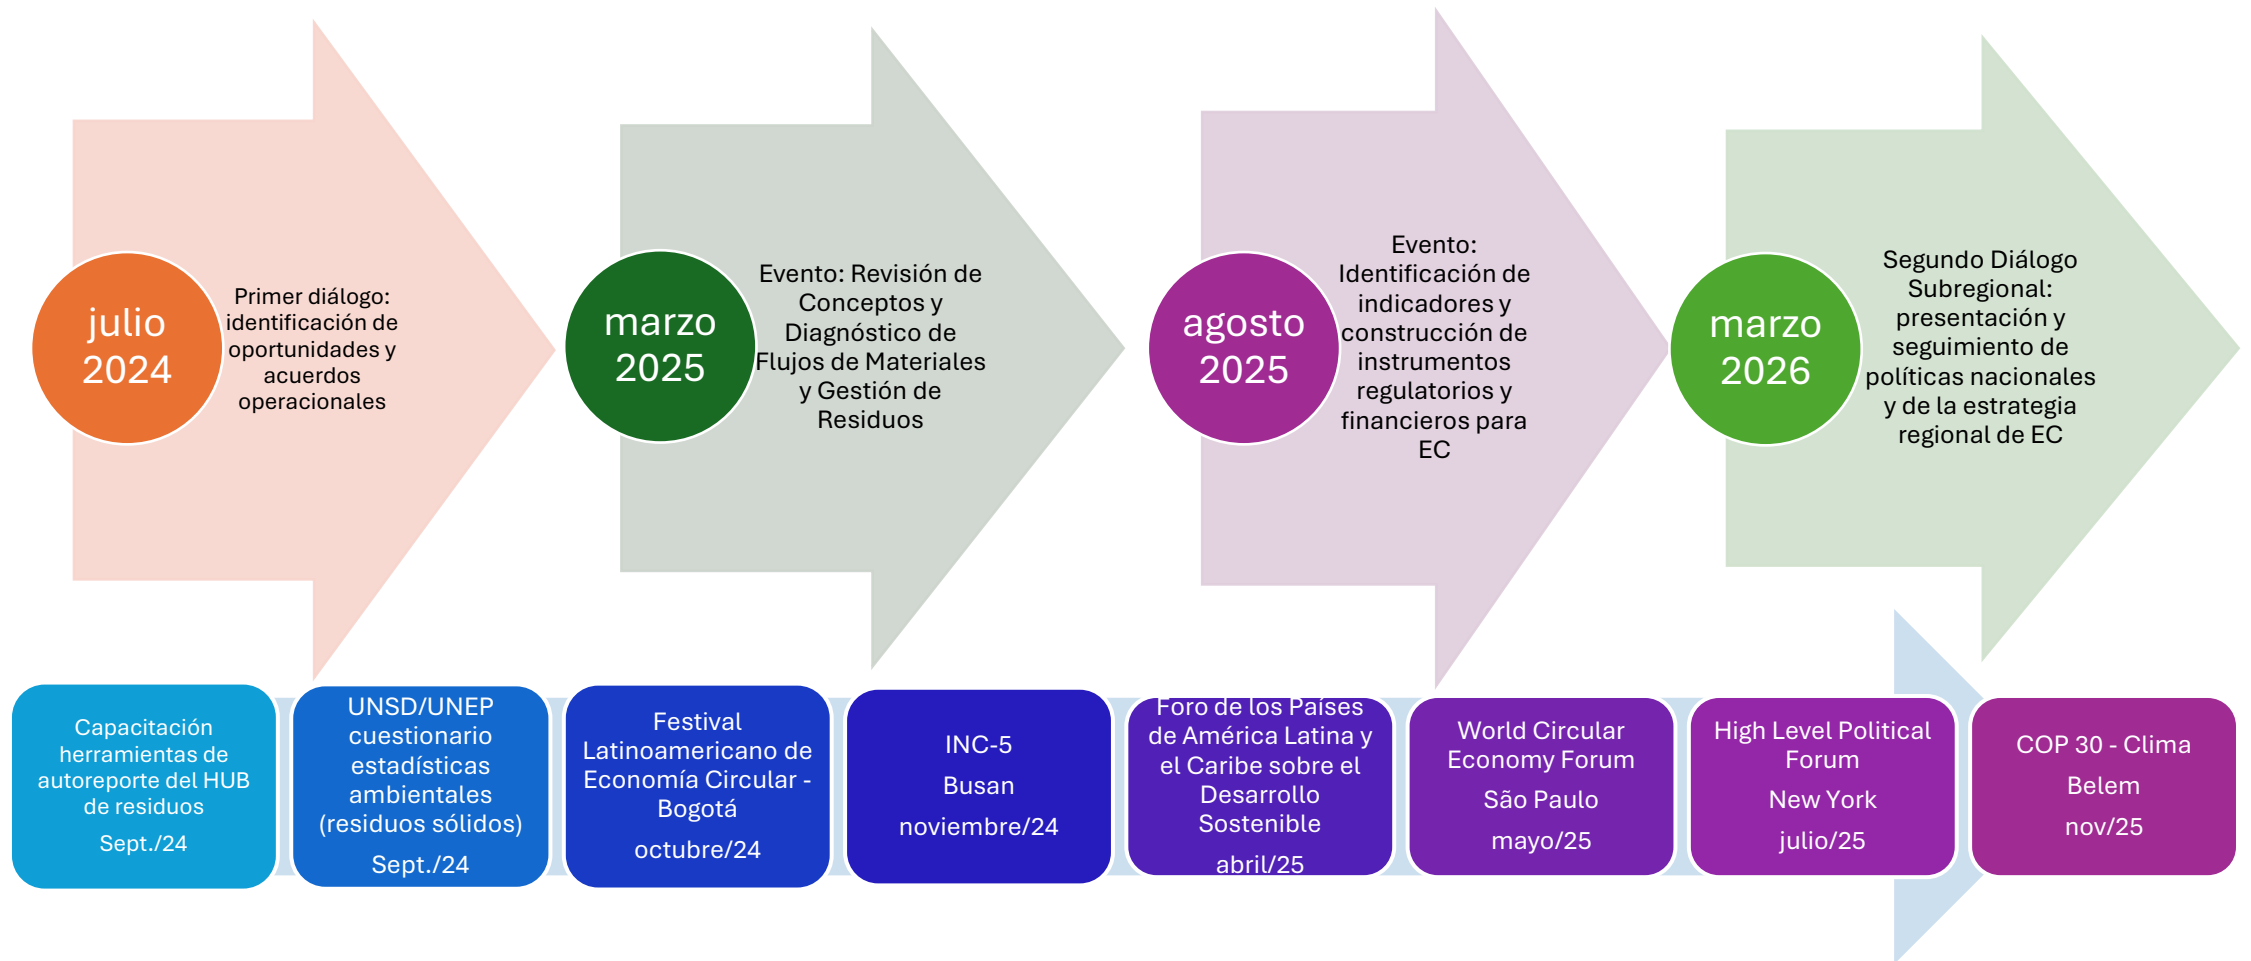 julio
2024
Primer diálogo:
identificación de
oportunidades y
acuerdos
operacionales
marzo
2025
Evento: Revisión de
Conceptos y
Diagnóstico de
Flujos de Materiales
y Gestión de
Residuos
agosto
2025
Evento:
Identificación de
indicadores y
construcción de
instrumentos
regulatorios y
financieros para
EC
marzo
2026
Segundo Diálogo
Subregional:
presentación y
seguimiento de
políticas nacionales
y de la estrategia
regional de EC
Capacitación
herramientas de
autoreporte del HUB
de residuos
Sept./24
UNSD/UNEP
cuestionario
estadísticas
ambientales
(residuos sólidos)
Sept./24
Festival
Latinoamericano de
Economía Circular -
Bogotá
octubre/24
INC-5
Busan
noviembre/24
Foro de los Países
de América Latina y
el Caribe sobre el
Desarrollo
Sostenible
abril/25
World Circular
Economy Forum
São Paulo
mayo/25
High Level Political
Forum
New York
julio/25
COP 30 - Clima
Belem
nov/25